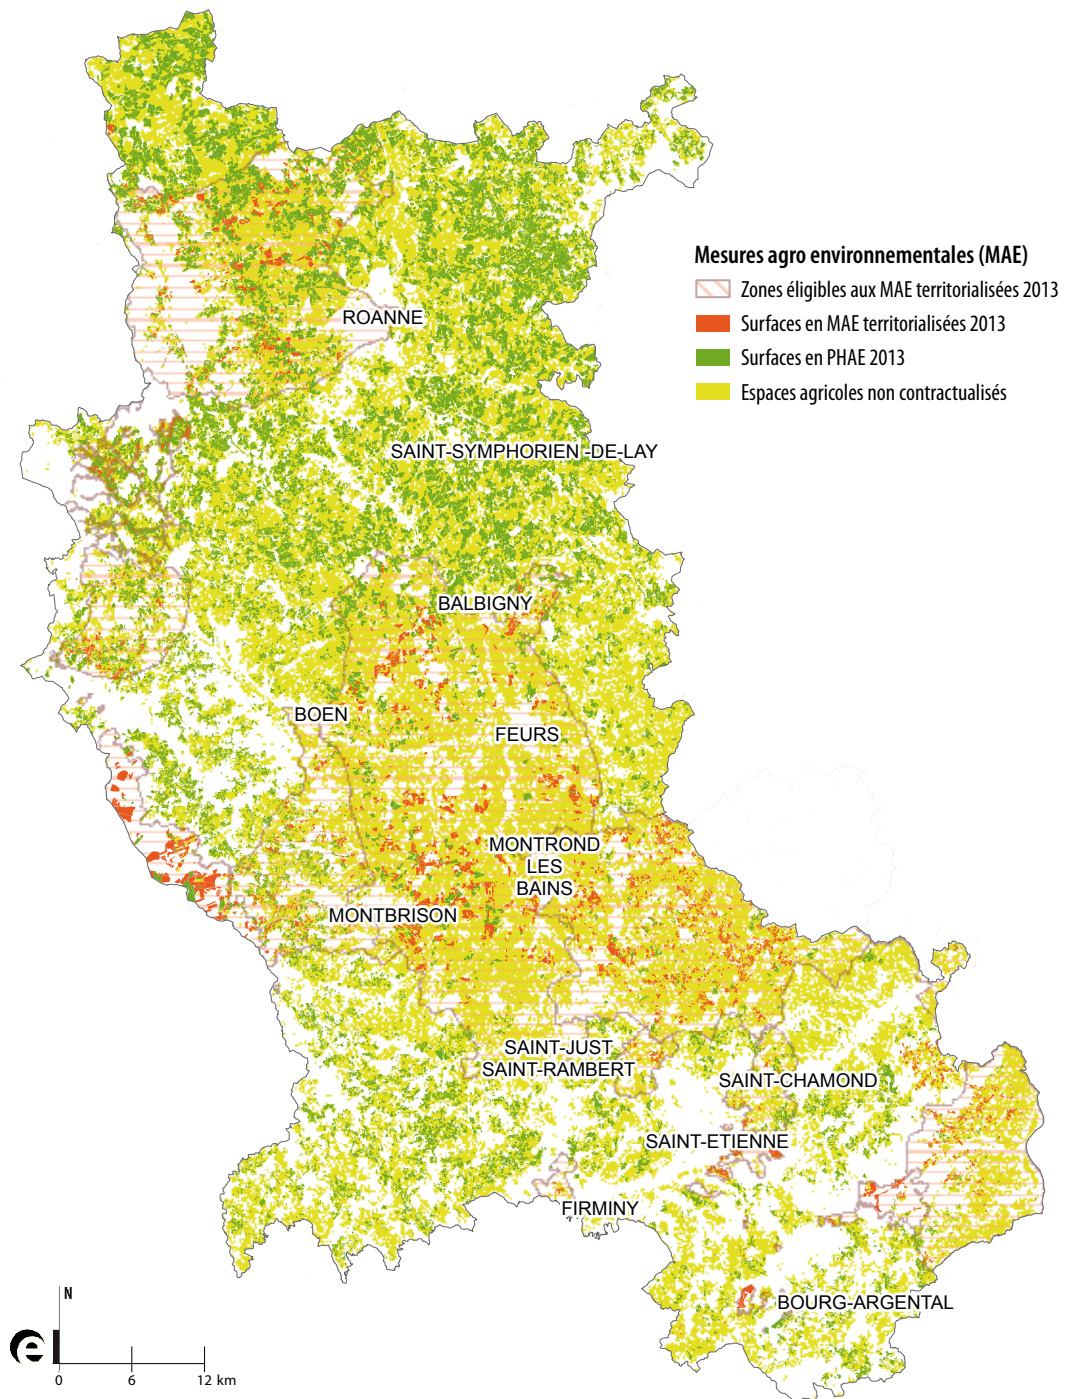 Mesures agro environnementales (MAE)
Zones éligibles aux MAE territorialisées 2013
Surfaces en MAE territorialisées 2013
Surfaces en PHAE 2013
Espaces agricoles non contractualisés
ROANNE
SAINT-SYMPHORIEN -DE-LAY
BALBIGNY
BOEN
FEURS
MONTROND
LES
BAINS
MONTBRISON
SAINT-JUST
SAINT-RAMBERT
SAINT-CHAMOND
SAINT-ETIENNE
FIRMINY
BOURG-ARGENTAL
N
e
0 6 12 km